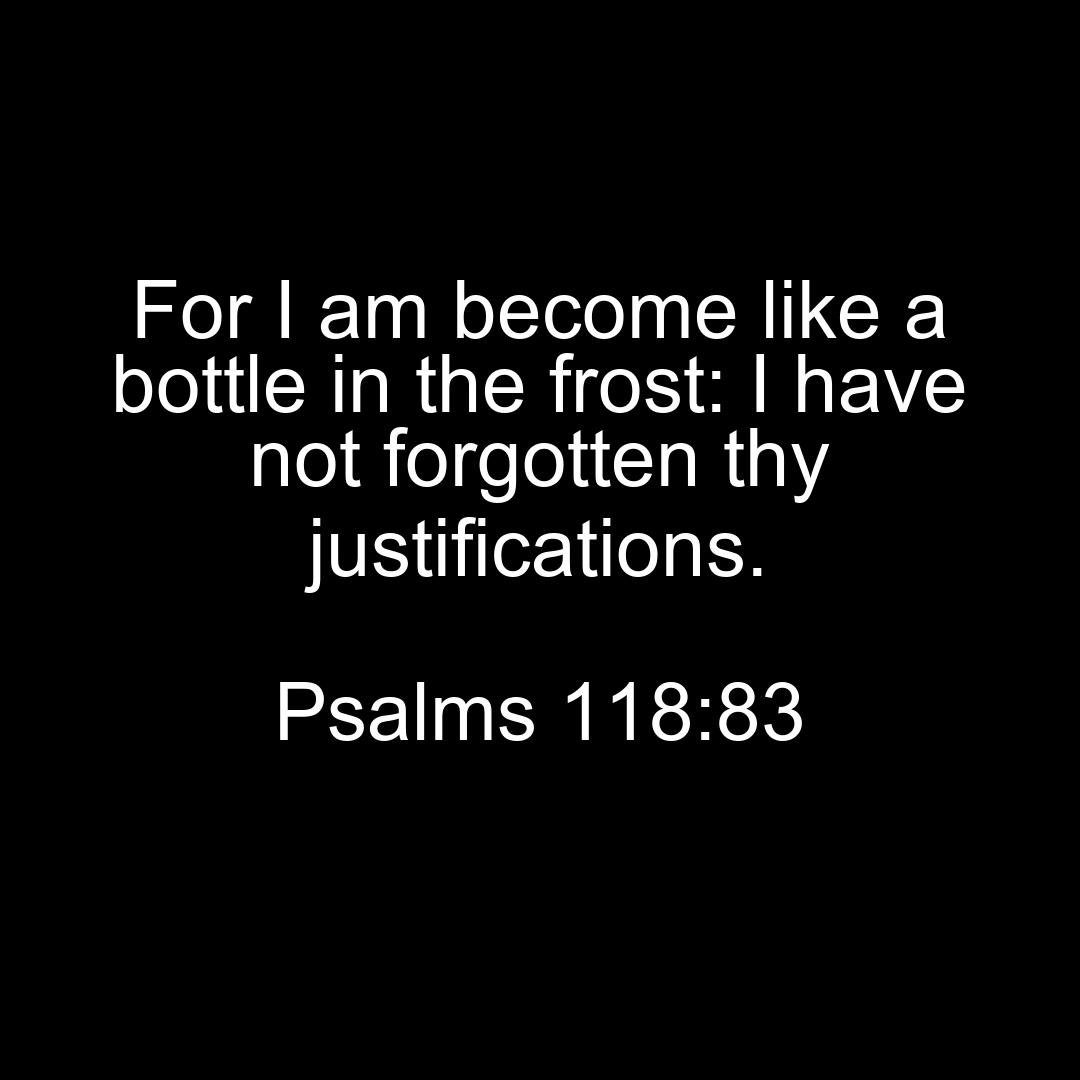 For I am become like a
bottle in the frost: I have
not forgotten thy
justifications.
Psalms 118:83